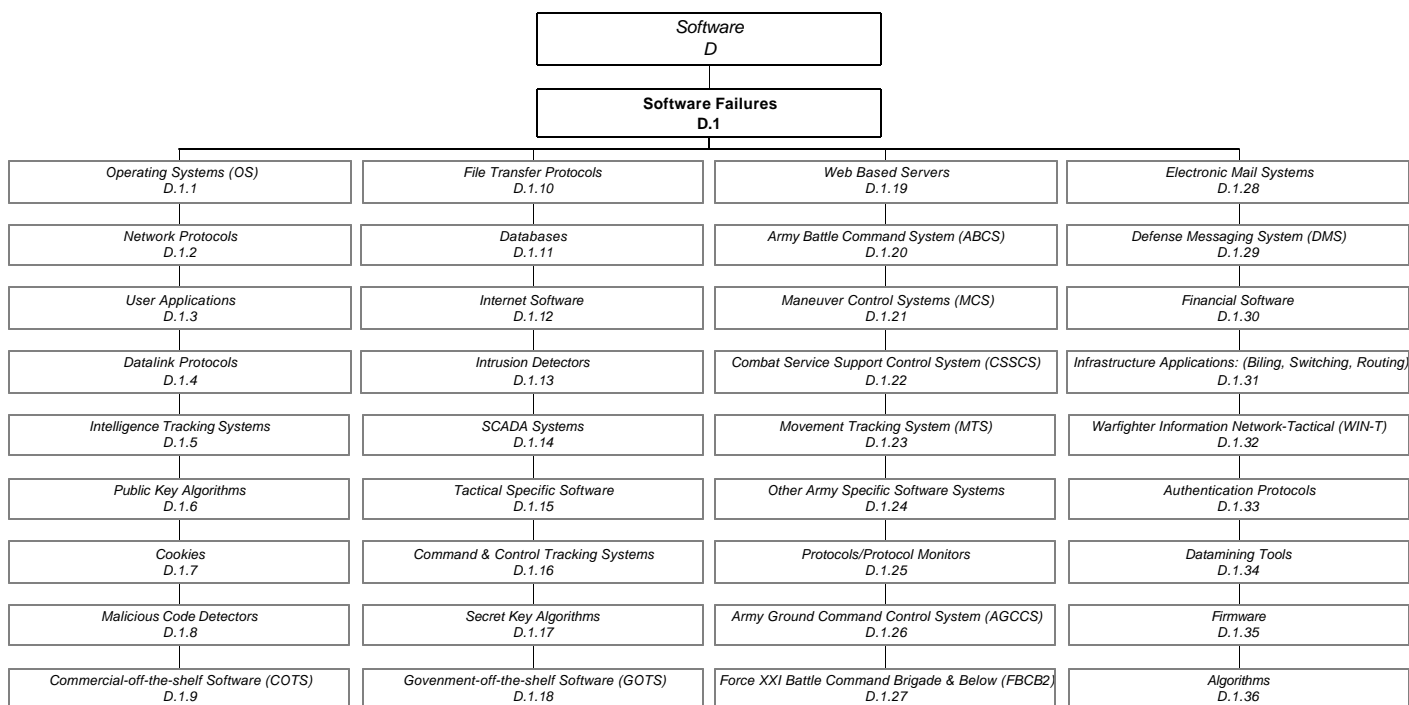 Software
D
Software Failures
D.1
Operating Systems (OS)
D.1.1
Network Protocols
D.1.2
User Applications
D.1.3
Datalink Protocols
D.1.4
Intelligence Tracking Systems
D.1.5
Public Key Algorithms
D.1.6
Cookies
D.1.7
Malicious Code Detectors
D.1.8
Commercial-off-the-shelf Software (COTS)
D.1.9
File Transfer Protocols
D.1.10
Databases
D.1.11
Internet Software
D.1.12
Intrusion Detectors
D.1.13
SCADA Systems
D.1.14
Tactical Specific Software
D.1.15
Command & Control Tracking Systems
D.1.16
Secret Key Algorithms
D.1.17
Govenment-off-the-shelf Software (GOTS)
D.1.18
Web Based Servers
D.1.19
Army Battle Command System (ABCS)
D.1.20
Maneuver Control Systems (MCS)
D.1.21
Combat Service Support Control System (CSSCS)
D.1.22
Movement Tracking System (MTS)
D.1.23
Other Army Specific Software Systems
D.1.24
Protocols/Protocol Monitors
D.1.25
Army Ground Command Control System (AGCCS)
D.1.26
Force XXI Battle Command Brigade & Below (FBCB2)
D.1.27
Electronic Mail Systems
D.1.28
Defense Messaging System (DMS)
D.1.29
Financial Software
D.1.30
Infrastructure Applications: (Biling, Switching, Routing)
D.1.31
Warfighter Information Network-Tactical (WIN-T)
D.1.32
Authentication Protocols
D.1.33
Datamining Tools
D.1.34
Firmware
D.1.35
Algorithms
D.1.36